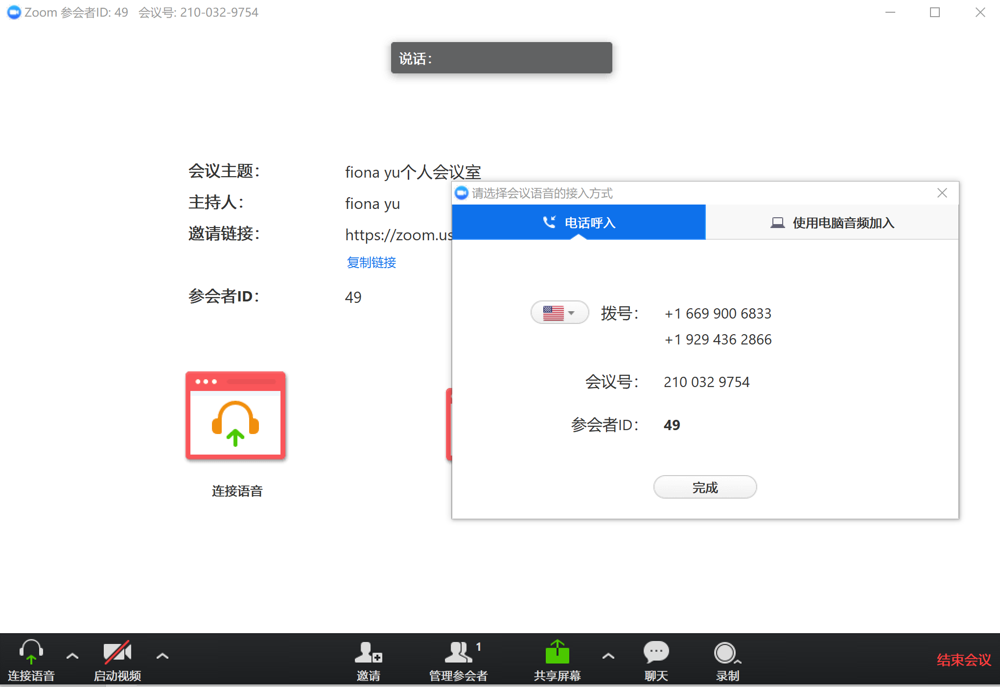 Zoom 参会者ID: 49 会议号: 210-032-9754
说话：
会议主题： fiona yu个人会议室
主持人： fiona yu
邀请链接： https://zoom.us
复制链接
参会者ID： 49
连接语音
请选择会议语音的接入方式
电话呼入 使用电脑音频加入
拨号： +1 669 900 6833
+1 929 436 2866
会议号： 210 032 9754
参会者ID： 49
完成
连接语音 启动视频 邀请 管理参会者 1 共享屏幕 聊天 录制 结束会议